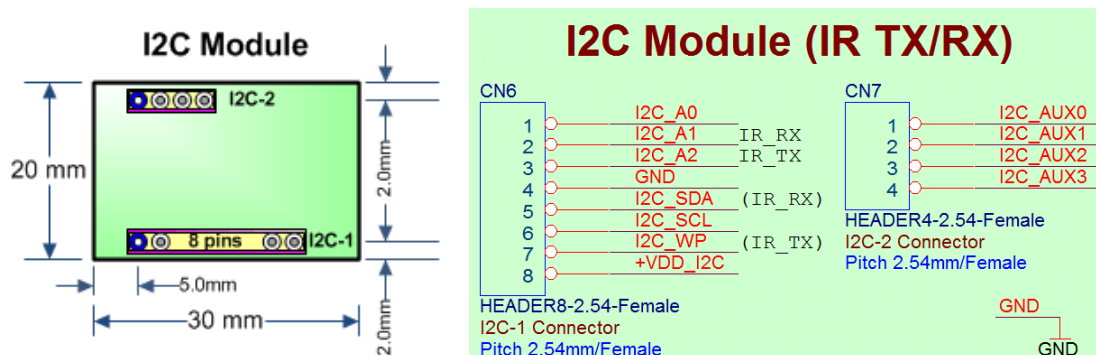 I2C Module
I2C-2
20 mm
2.0mm
8 pins
I2C-1
5.0mm
30 mm
2.0mm
I2C Module (IR TX/RX)
CN6
1 I2C_A0
2 I2C_A1 IR_RX
3 I2C_A2 IR_TX
4 GND
5 I2C_SDA (IR_RX)
6 I2C_SCL
7 I2C_WP (IR_TX)
8 +VDD_I2C
HEADER8-2.54-Female
I2C-1 Connector
Pitch 2.54mm/Female
CN7
1 I2C_AUX0
2 I2C_AUX1
3 I2C_AUX2
4 I2C_AUX3
HEADER4-2.54-Female
I2C-2 Connector
Pitch 2.54mm/Female
GND
GND